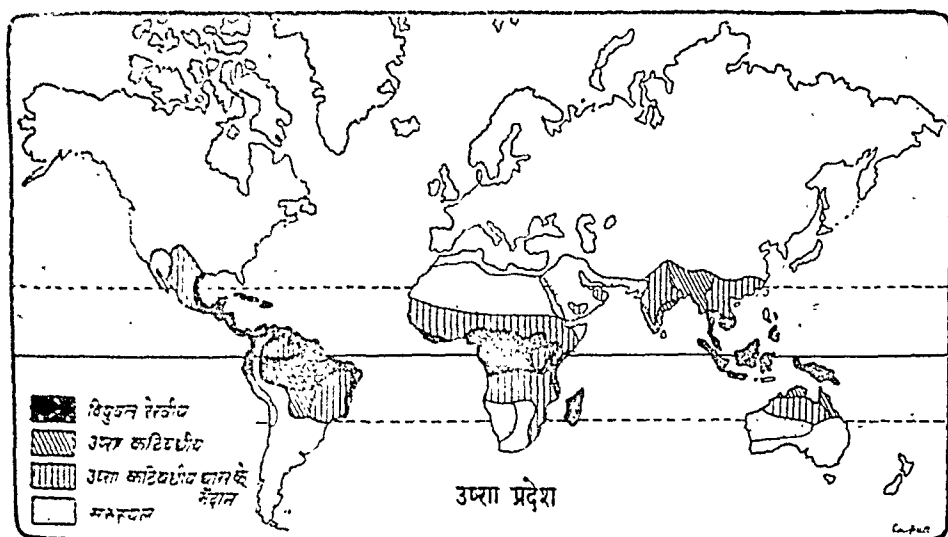 विषुवत रेखीय
उष्ण कटिबंधीय
उष्ण कटिबंधीय घास के
मैदान
मरुस्थल
उष्ण प्रदेश